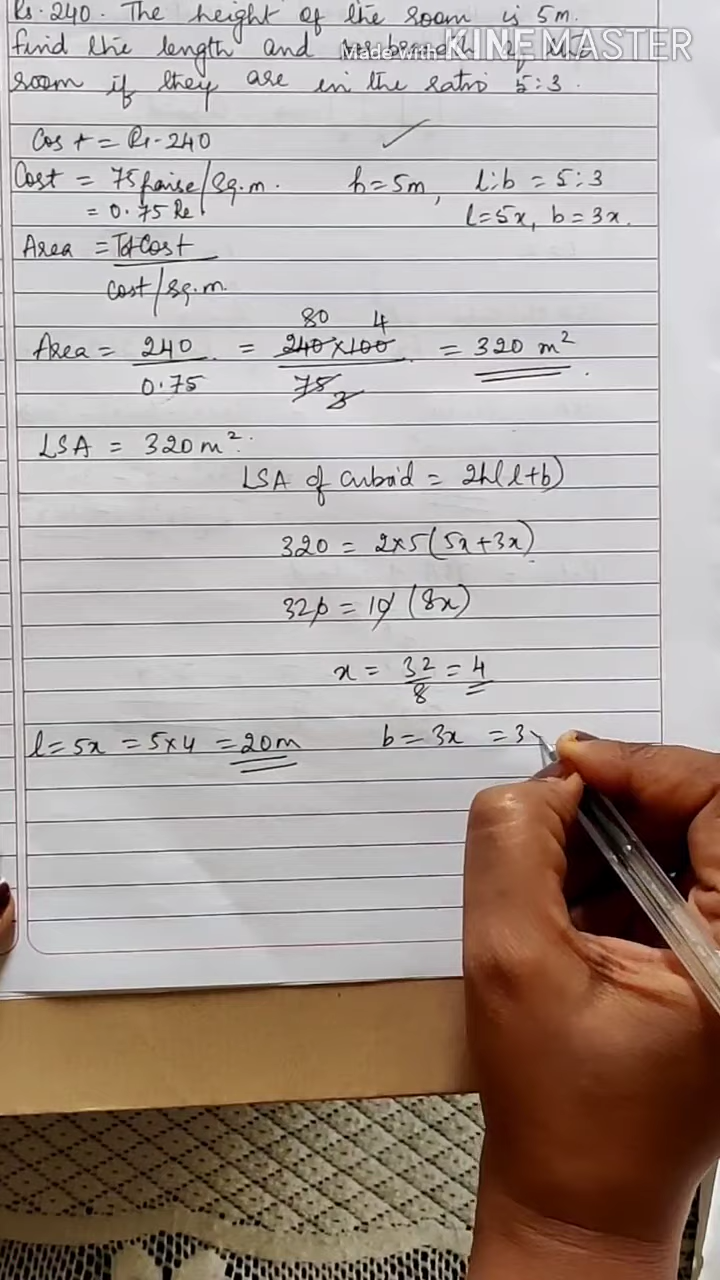 Rs. 240. The height of the room is 5m.
Made with KINEMASTER
find the length and breadth of the
room if they are in the ratio 5:3.
Cost = Rs. 240
Cost = 75 paise/sq.m. h = 5m, l:b = 5:3
= 0.75 Re l = 5x, b = 3x.
Area = Tot Cost
cost/sq.m.
80 4
Area = 240 = 240×100 = 320 m².
0.75 75 3
LSA = 320 m².
LSA of cuboid = 2h(l+b)
320 = 2×5(5x+3x)
320 = 10 (8x)
x = 32 = 4
8
l = 5x = 5×4 = 20m b = 3x = 3